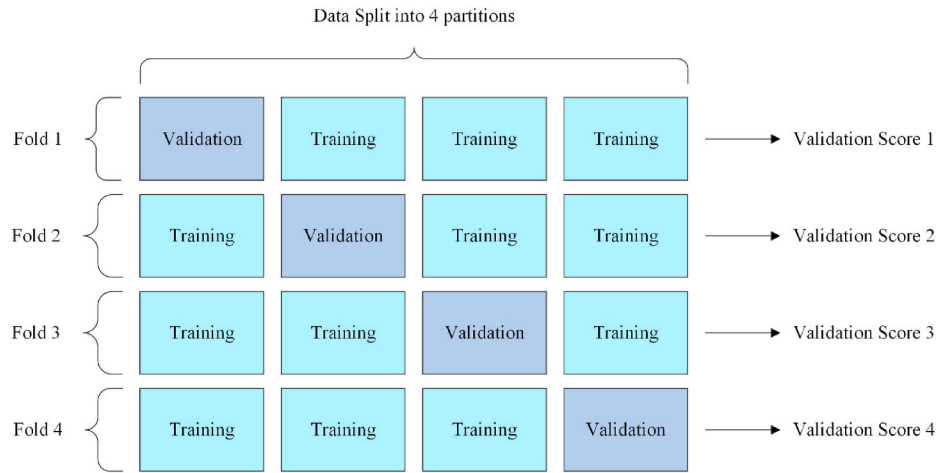 Data Split into 4 partitions
Fold 1 Validation Training Training Training Validation Score 1
Fold 2 Training Validation Training Training Validation Score 2
Fold 3 Training Training Validation Training Validation Score 3
Fold 4 Training Training Training Validation Validation Score 4